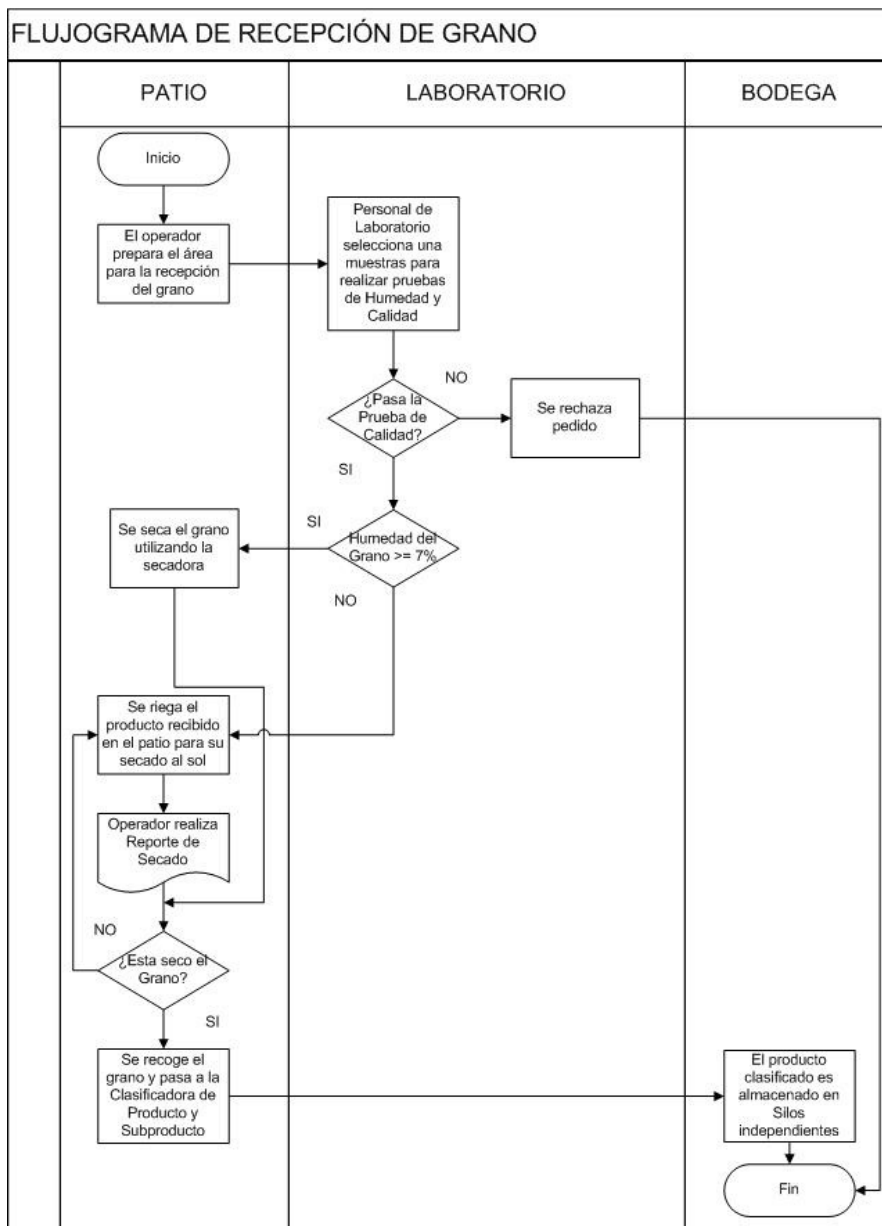 FLUJOGRAMA DE RECEPCIÓN DE GRANO
PATIO
LABORATORIO
BODEGA
Inicio
El operador
prepara el área
para la recepción
del grano
Personal de
Laboratorio
selecciona una
muestras para
realizar pruebas
de Humedad y
Calidad
¿Pasa la
Prueba de
Calidad?
NO
Se rechaza
pedido
SI
Humedad del
Grano >= 7%
SI
Se seca el grano
utilizando la
secadora
NO
Se riega el
producto recibido
en el patio para su
secado al sol
Operador realiza
Reporte de
Secado
NO
¿Esta seco el
Grano?
SI
Se recoge el
grano y pasa a la
Clasificadora de
Producto y
Subproducto
El producto
clasificado es
almacenado en
Silos
independientes
Fin